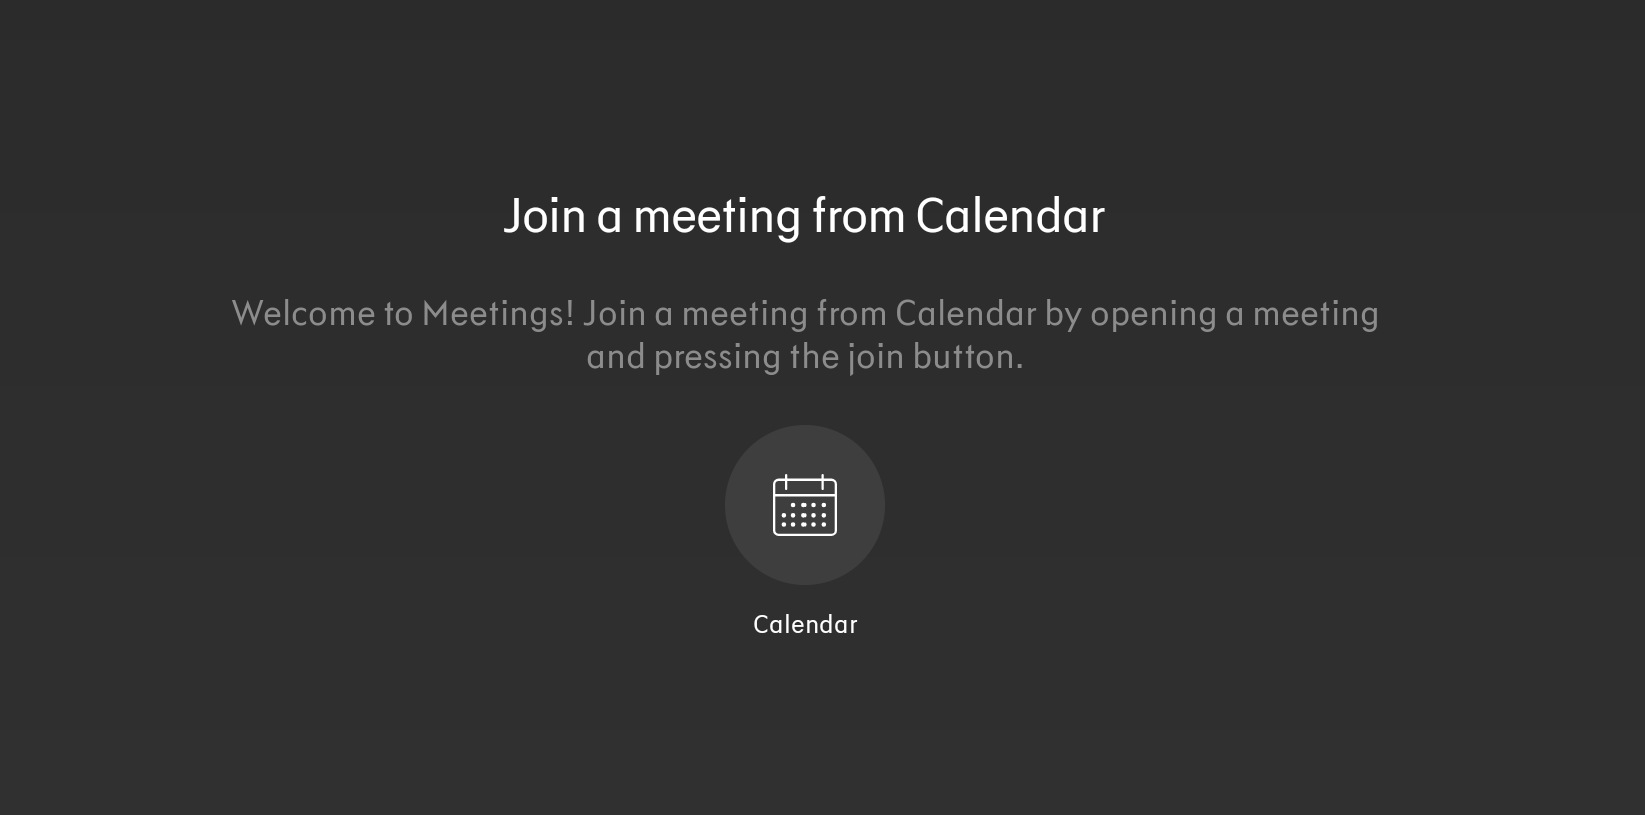 Join a meeting from Calendar
Welcome to Meetings! Join a meeting from Calendar by opening a meeting
and pressing the join button.
Calendar